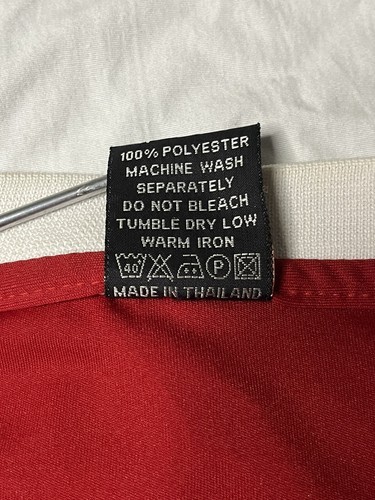 100% POLYESTER
MACHINE WASH
SEPARATELY
DO NOT BLEACH
TUMBLE DRY LOW
WARM IRON
40 P
MADE IN THAILAND